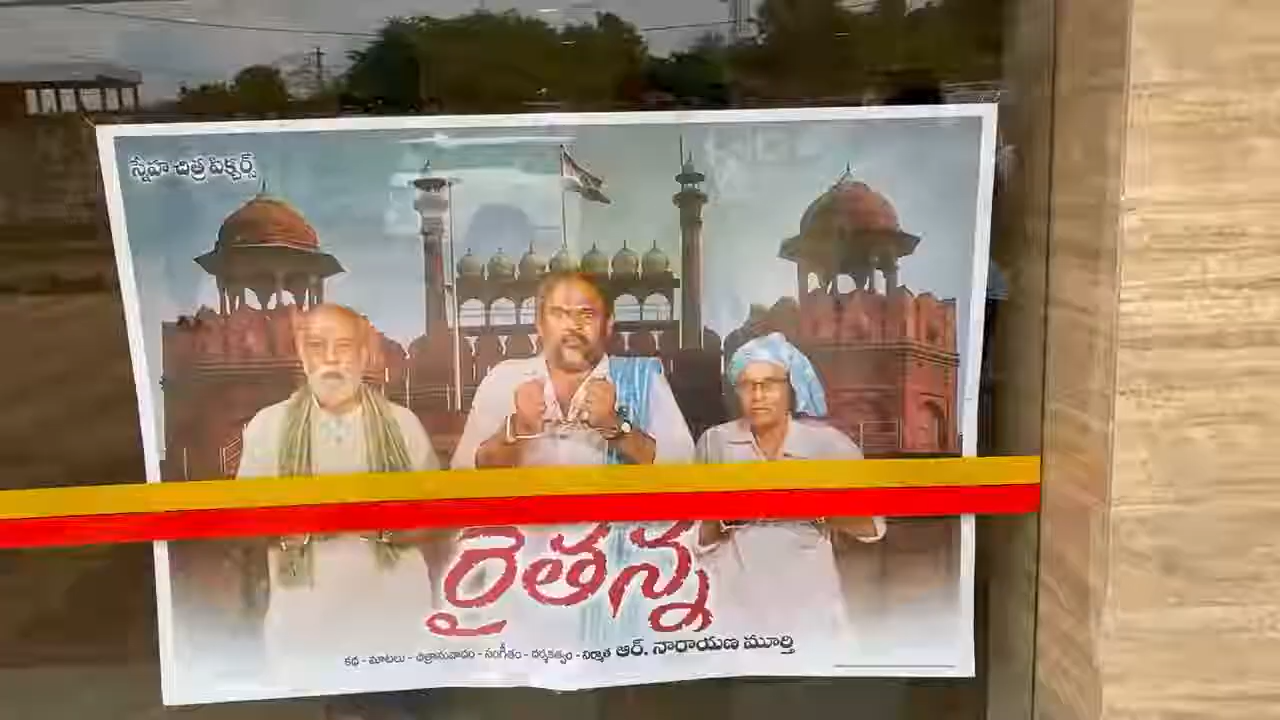 స్నేహ చిత్ర పిక్చర్స్
రైతన్న
కథ - మాటలు - చిత్రానువాదం - సంగీతం - దర్శకత్వం - నిర్మాత ఆర్. నారాయణ మూర్తి